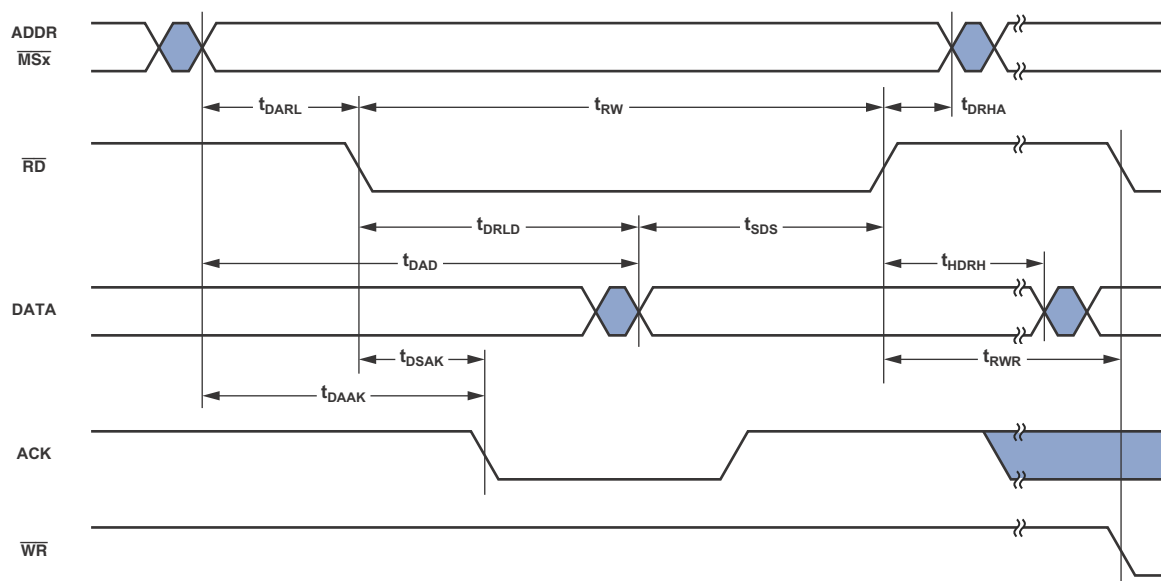 ADDR
MSx
tDARL
tRW
tDRHA
RD
tDRLD
tSDS
tDAD
tHDRH
DATA
tDSAK
tRWR
tDAAK
ACK
WR